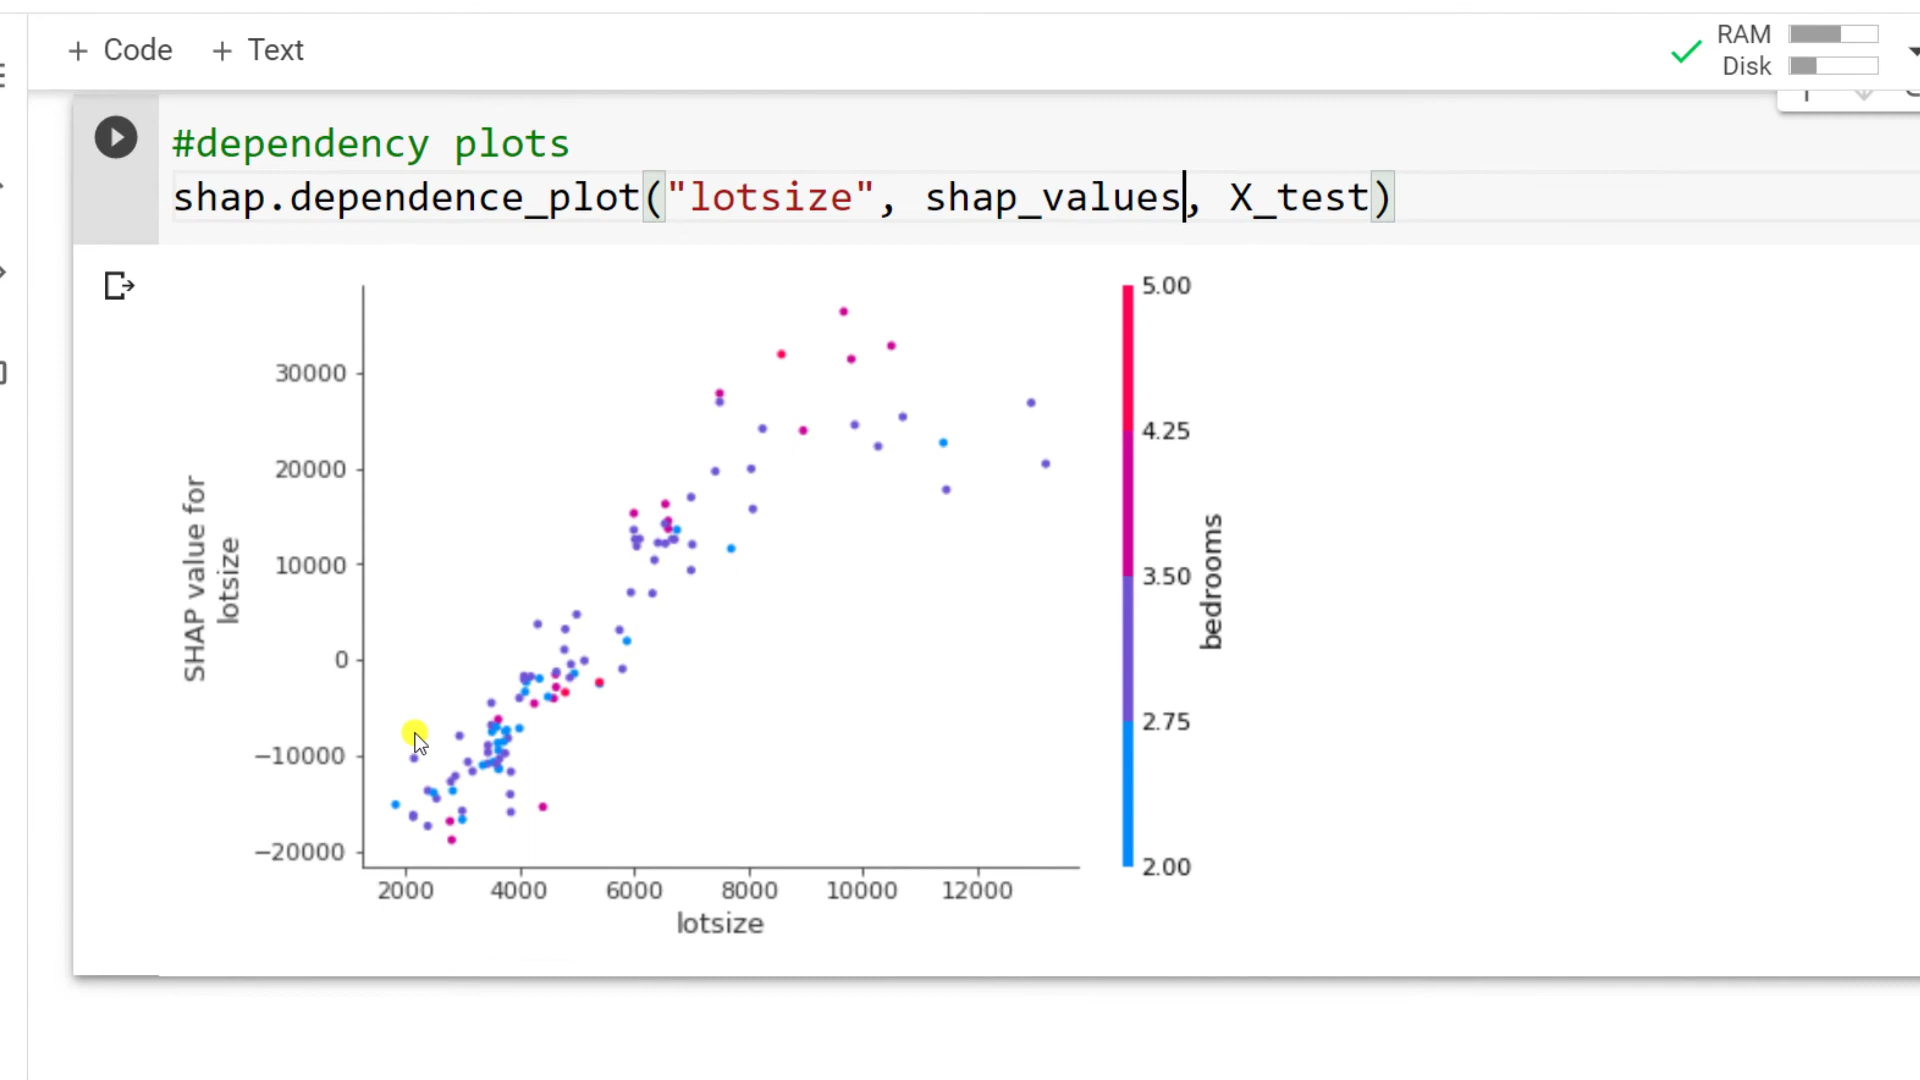 + Code + Text
RAM
Disk
#dependency plots
shap.dependence_plot("lotsize", shap_values, X_test)
SHAP value for
lotsize
30000
20000
10000
0
−10000
−20000
2000 4000 6000 8000 10000 12000
lotsize
5.00
4.25
3.50
2.75
2.00
bedrooms